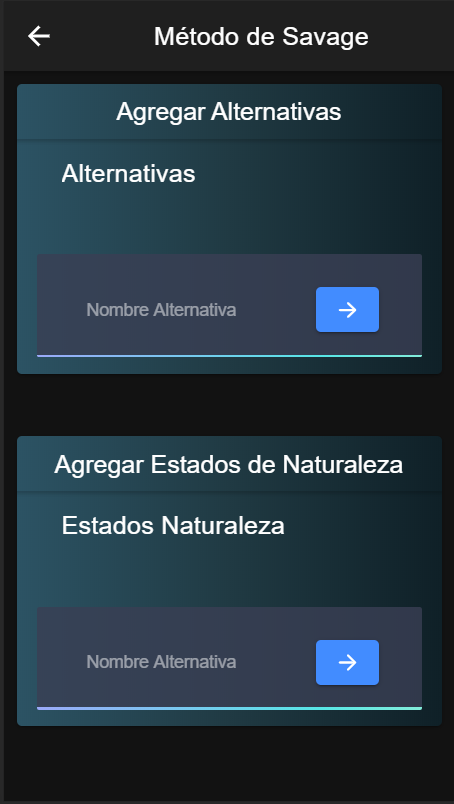 Método de Savage
Agregar Alternativas
Alternativas
Nombre Alternativa
Agregar Estados de Naturaleza
Estados Naturaleza
Nombre Alternativa